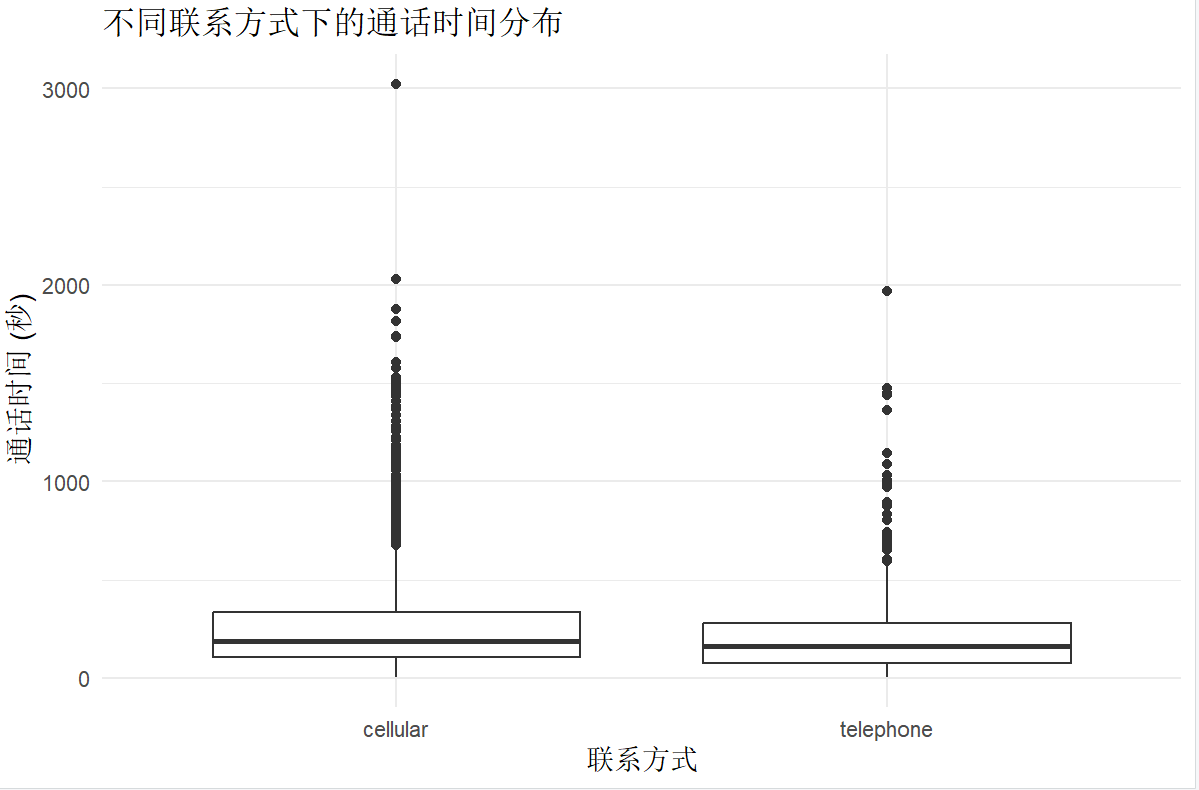 不同联系方式下的通话时间分布
3000
2000
1000
0
通话时间 (秒)
cellular
telephone
联系方式